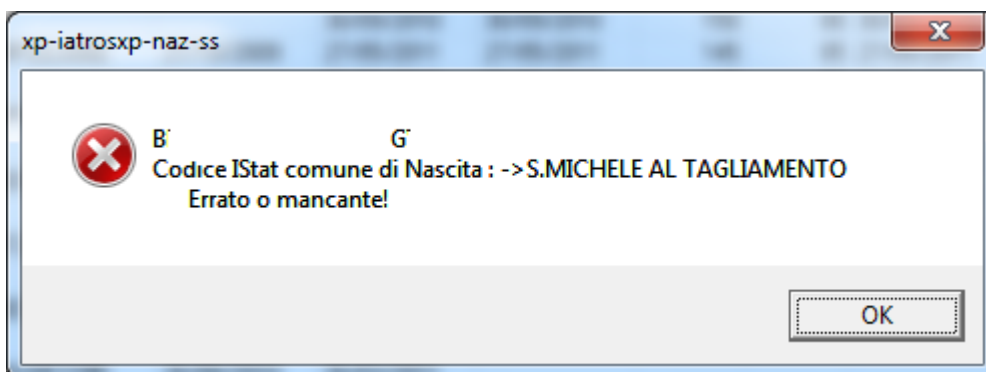 xp-iatrosxp-naz-ss
B G
Codice IStat comune di Nascita : ->S.MICHELE AL TAGLIAMENTO
Errato o mancante!
OK